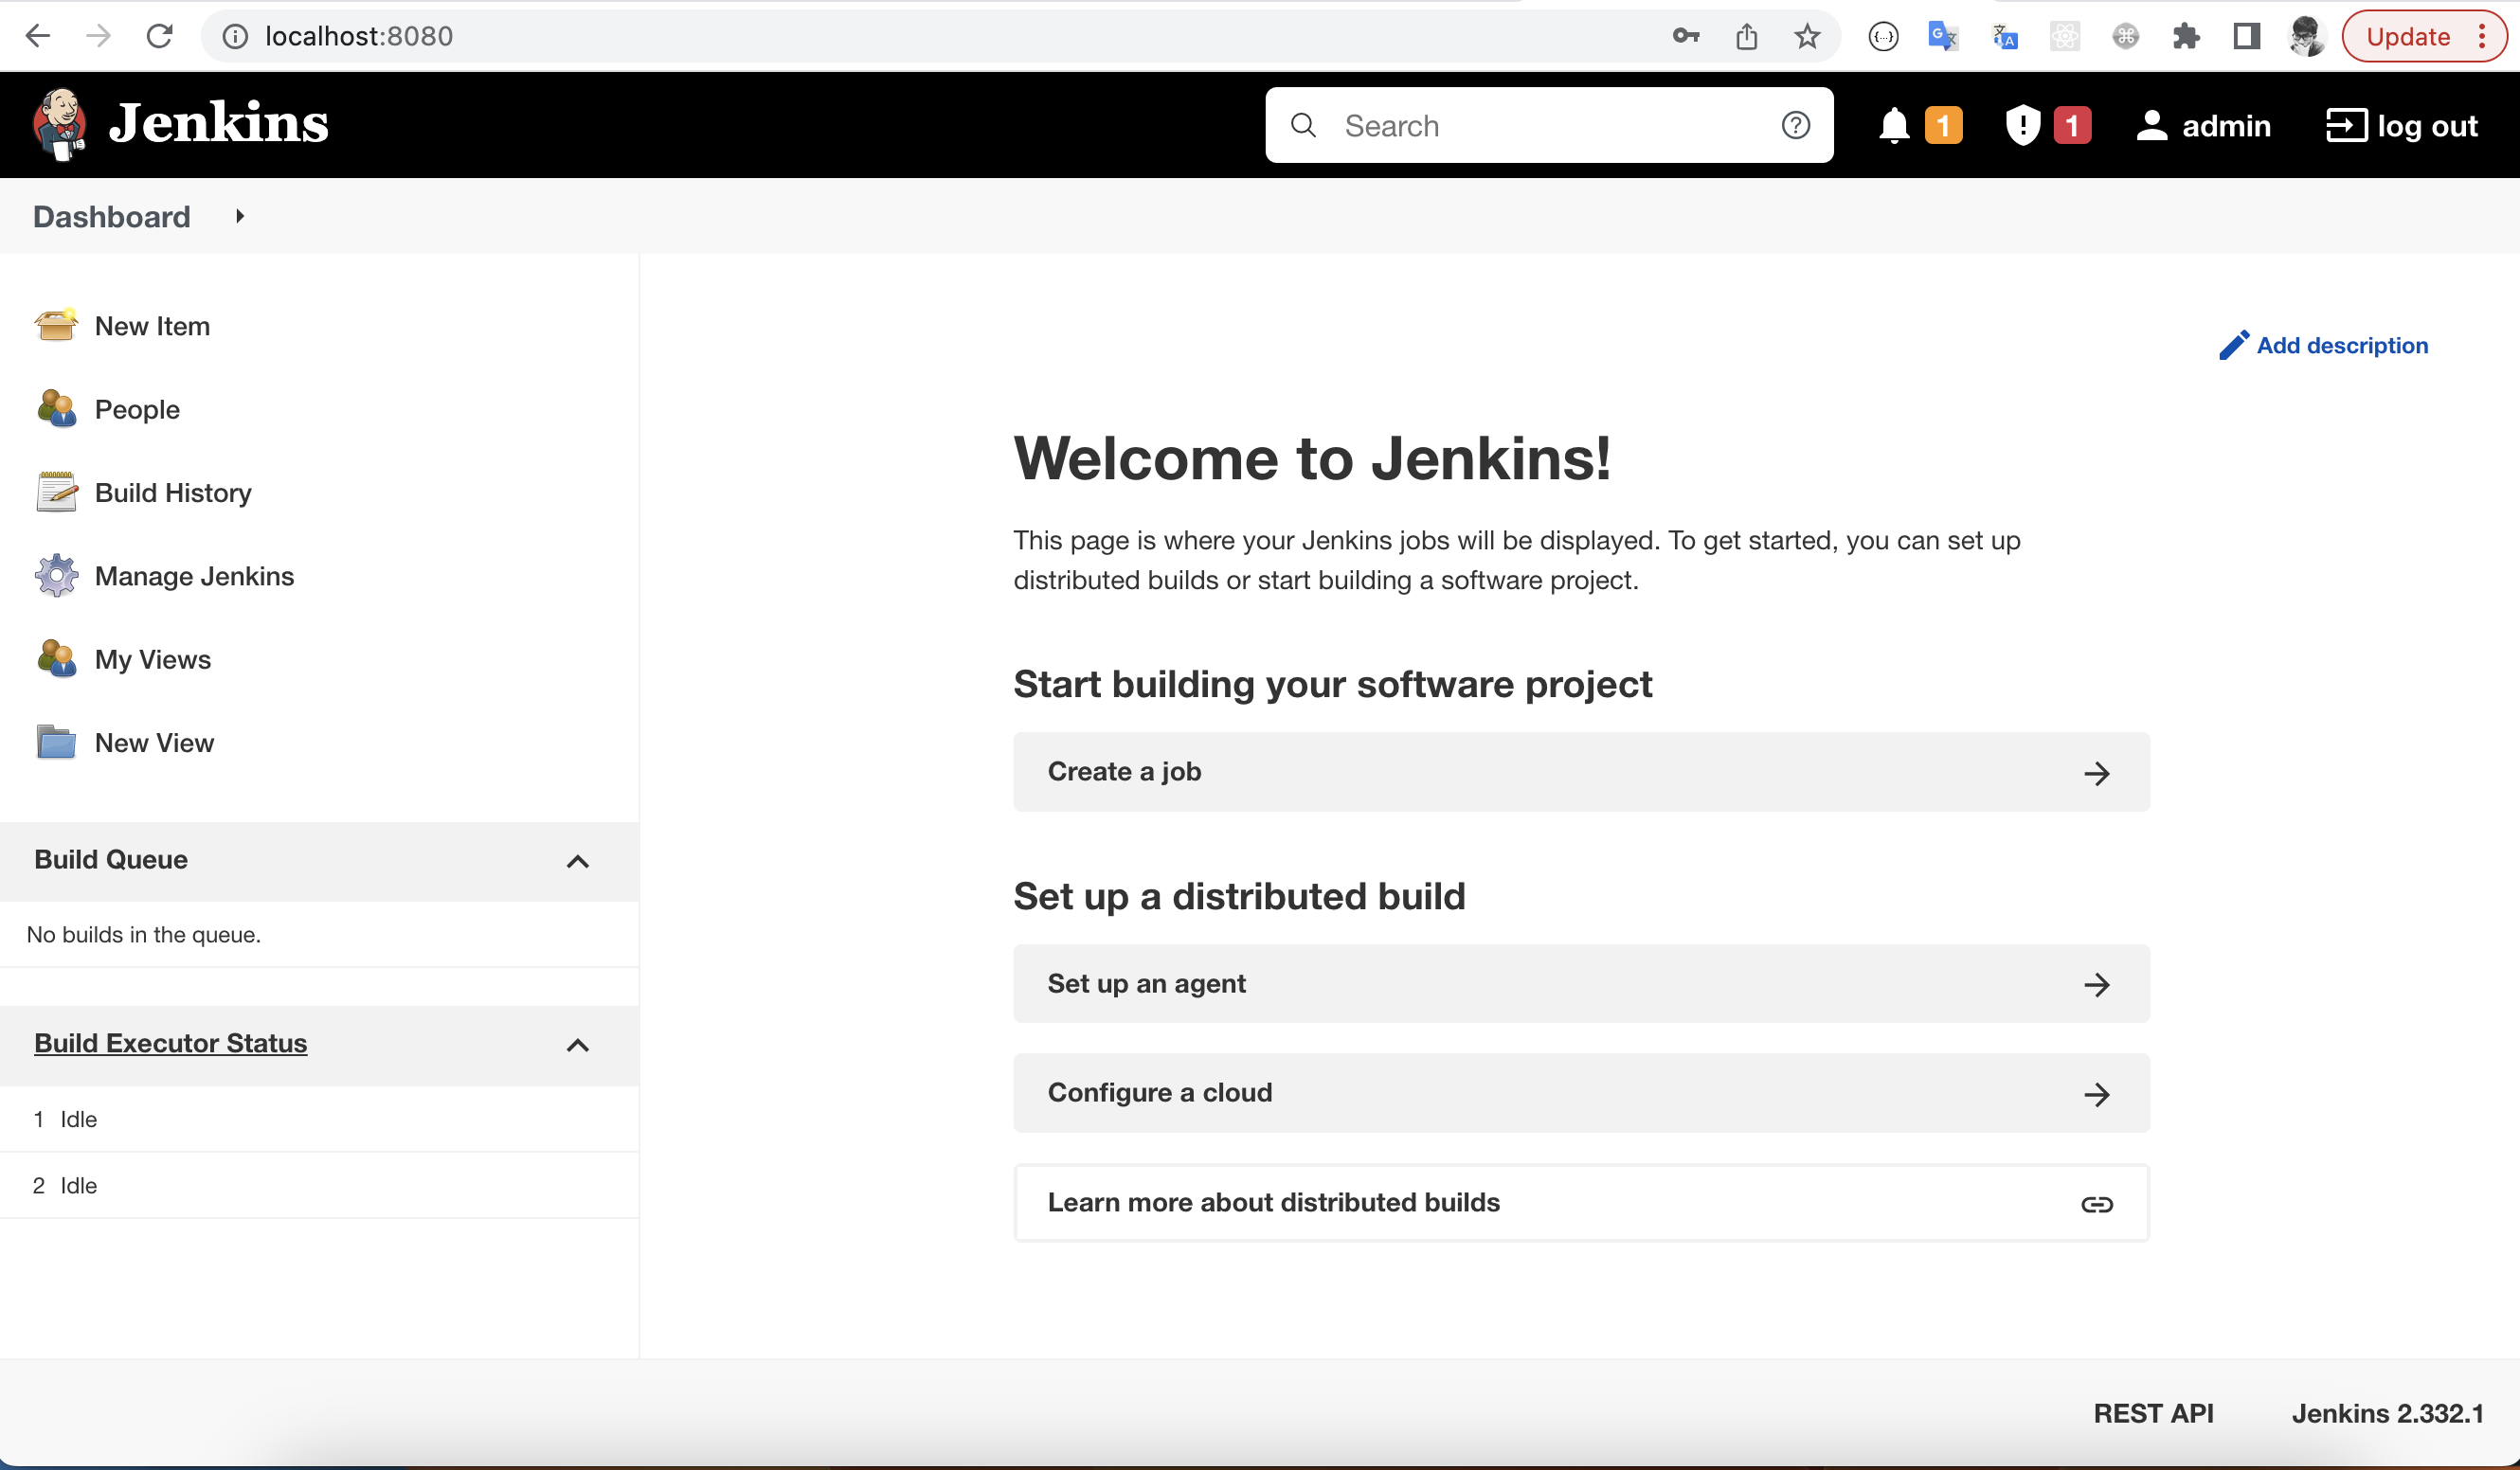 localhost:8080
Update
Jenkins
Search
1
1
admin
log out
Dashboard
New Item
People
Build History
Manage Jenkins
My Views
New View
Build Queue
No builds in the queue.
Build Executor Status
1 Idle
2 Idle
Add description
Welcome to Jenkins!
This page is where your Jenkins jobs will be displayed. To get started, you can set up
distributed builds or start building a software project.
Start building your software project
Create a job
Set up a distributed build
Set up an agent
Configure a cloud
Learn more about distributed builds
REST API
Jenkins 2.332.1